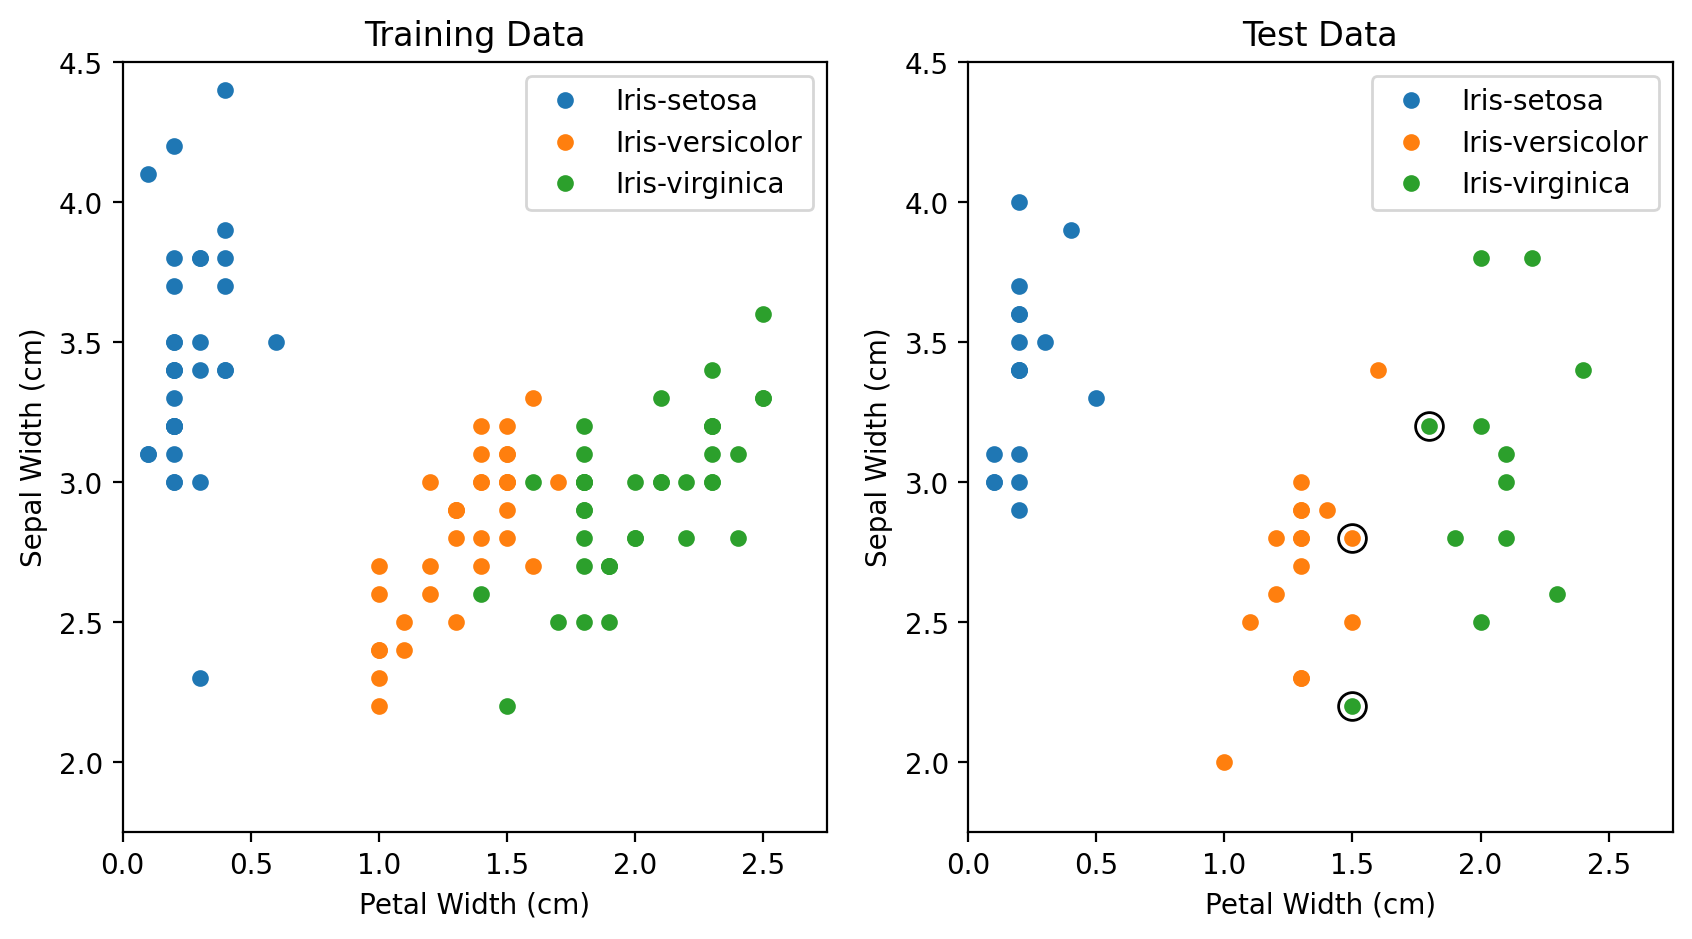 Training Data
4.5
4.0
3.5
3.0
2.5
2.0
Sepal Width (cm)
Iris-setosa
Iris-versicolor
Iris-virginica
0.0 0.5 1.0 1.5 2.0 2.5
Petal Width (cm)
Test Data
4.5
4.0
3.5
3.0
2.5
2.0
Sepal Width (cm)
Iris-setosa
Iris-versicolor
Iris-virginica
0.0 0.5 1.0 1.5 2.0 2.5
Petal Width (cm)